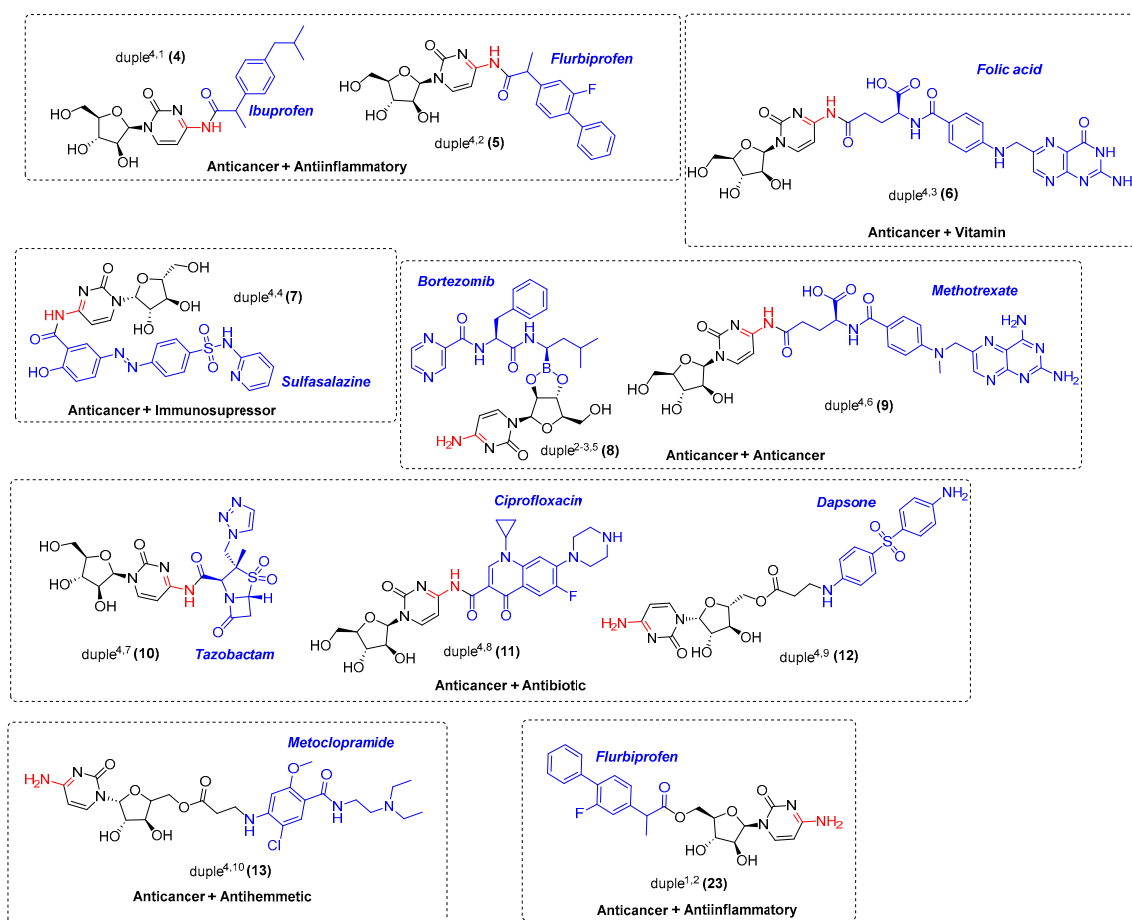 duple4,1 (4)
Ibuprofen
Flurbiprofen
duple4,2 (5)
Anticancer + Antiinflammatory
Folic acid
duple4,3 (6)
Anticancer + Vitamin
duple4,4 (7)
Sulfasalazine
Anticancer + Immunosupressor
Bortezomib
duple2-3,5 (8)
Methotrexate
duple4,6 (9)
Anticancer + Anticancer
duple4,7 (10)
Tazobactam
Ciprofloxacin
duple4,8 (11)
Dapsone
duple4,9 (12)
Anticancer + Antibiotic
Metoclopramide
duple4,10 (13)
Anticancer + Antihemmetic
Flurbiprofen
duple1,2 (23)
Anticancer + Antiinflammatory